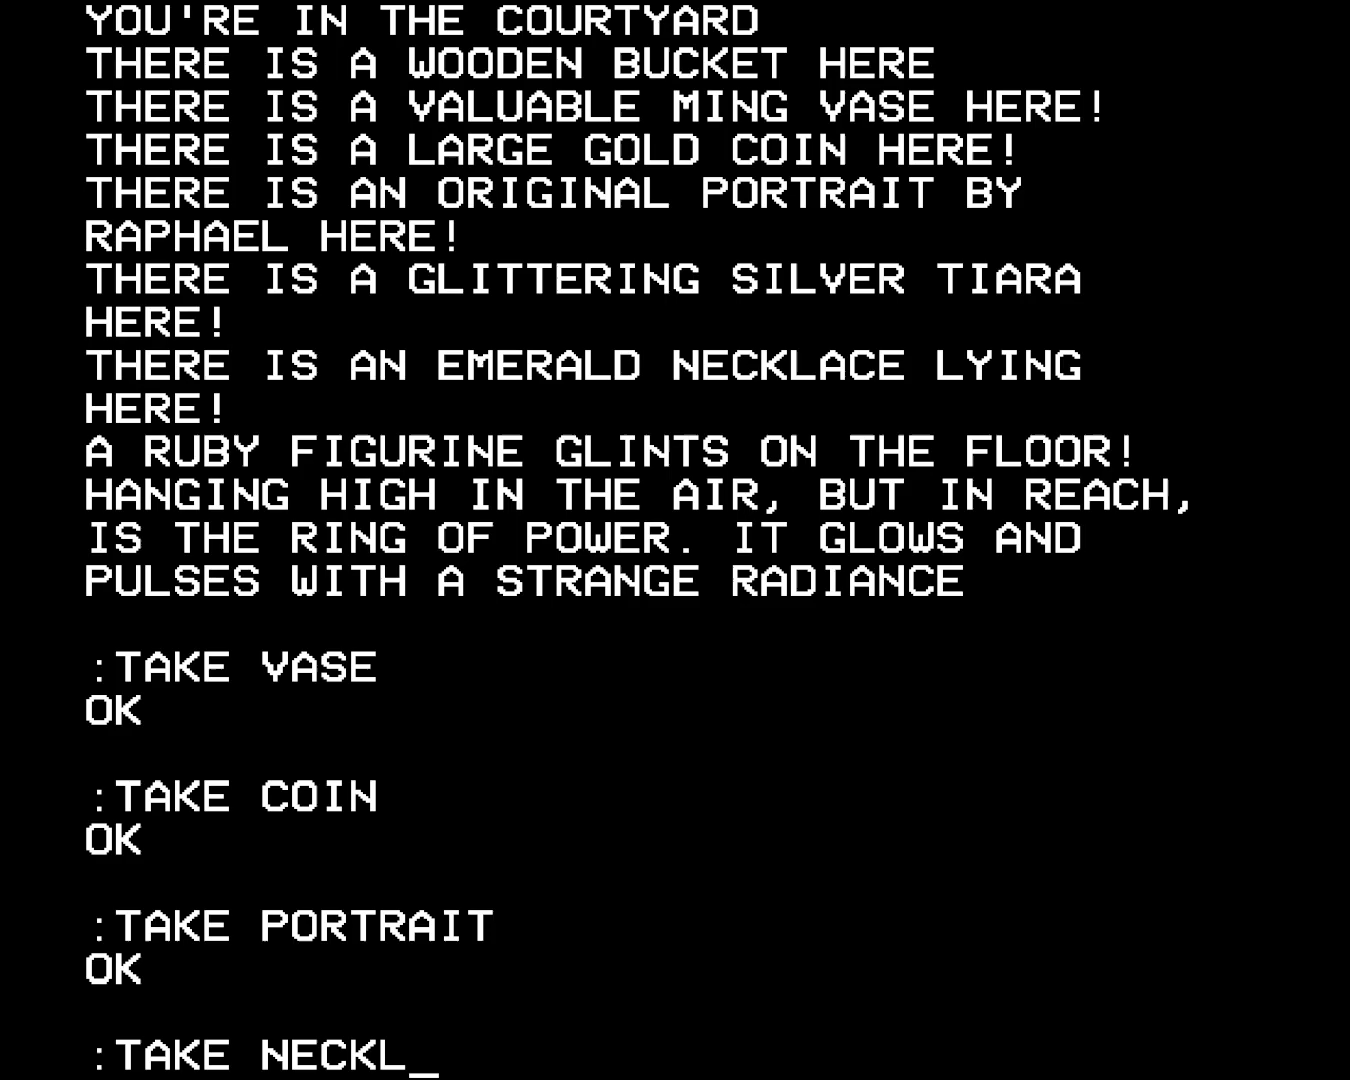 YOU'RE IN THE COURTYARD
THERE IS A WOODEN BUCKET HERE
THERE IS A VALUABLE MING VASE HERE!
THERE IS A LARGE GOLD COIN HERE!
THERE IS AN ORIGINAL PORTRAIT BY
RAPHAEL HERE!
THERE IS A GLITTERING SILVER TIARA
HERE!
THERE IS AN EMERALD NECKLACE LYING
HERE!
A RUBY FIGURINE GLINTS ON THE FLOOR!
HANGING HIGH IN THE AIR, BUT IN REACH,
IS THE RING OF POWER. IT GLOWS AND
PULSES WITH A STRANGE RADIANCE
:TAKE VASE
OK
:TAKE COIN
OK
:TAKE PORTRAIT
OK
:TAKE NECKL_